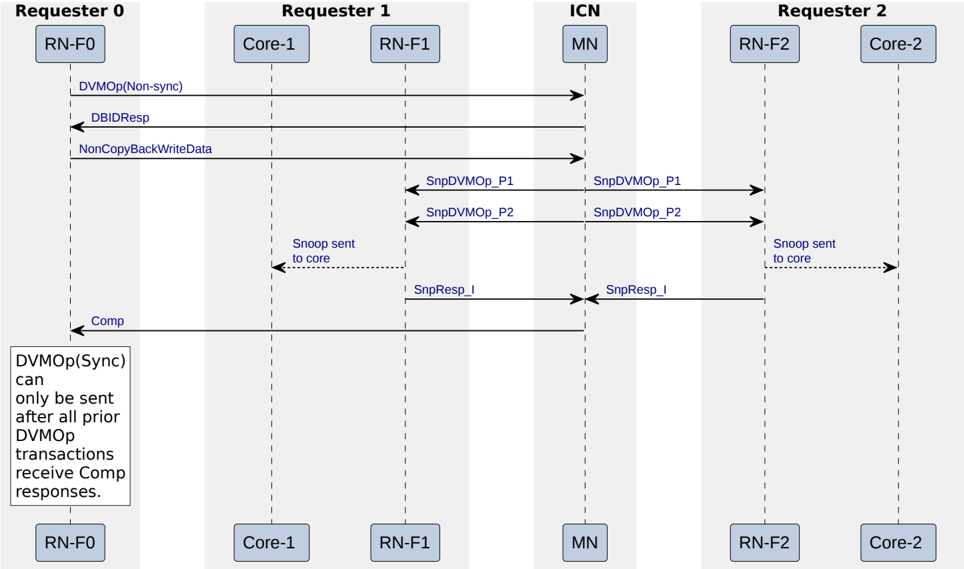 Requester 0
Requester 1
ICN
Requester 2
RN-F0
Core-1
RN-F1
MN
RN-F2
Core-2
DVMOp(Non-sync)
DBIDResp
NonCopyBackWriteData
SnpDVMOp_P1
SnpDVMOp_P1
SnpDVMOp_P2
SnpDVMOp_P2
Snoop sent
to core
Snoop sent
to core
SnpResp_I
SnpResp_I
Comp
DVMOp(Sync)
can
only be sent
after all prior
DVMOp
transactions
receive Comp
responses.
RN-F0
Core-1
RN-F1
MN
RN-F2
Core-2